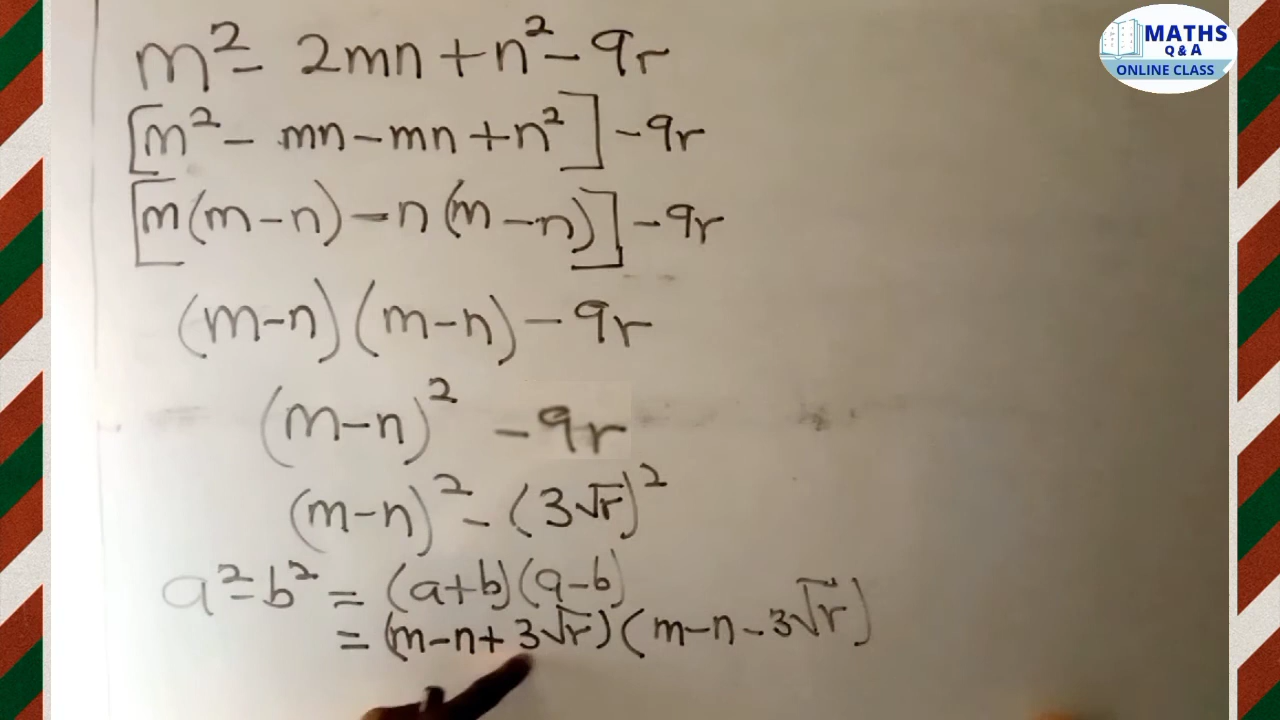 MATHS
Q & A
ONLINE CLASS
m² - 2mn + n² - 9r
[m² - mn - mn + n²] - 9r
[m(m - n) - n(m - n)] - 9r
(m - n)(m - n) - 9r
(m - n)² - 9r
(m - n)² - (3√r)²
a² - b² = (a + b)(a - b)
= (m - n + 3√r)(m - n - 3√r)